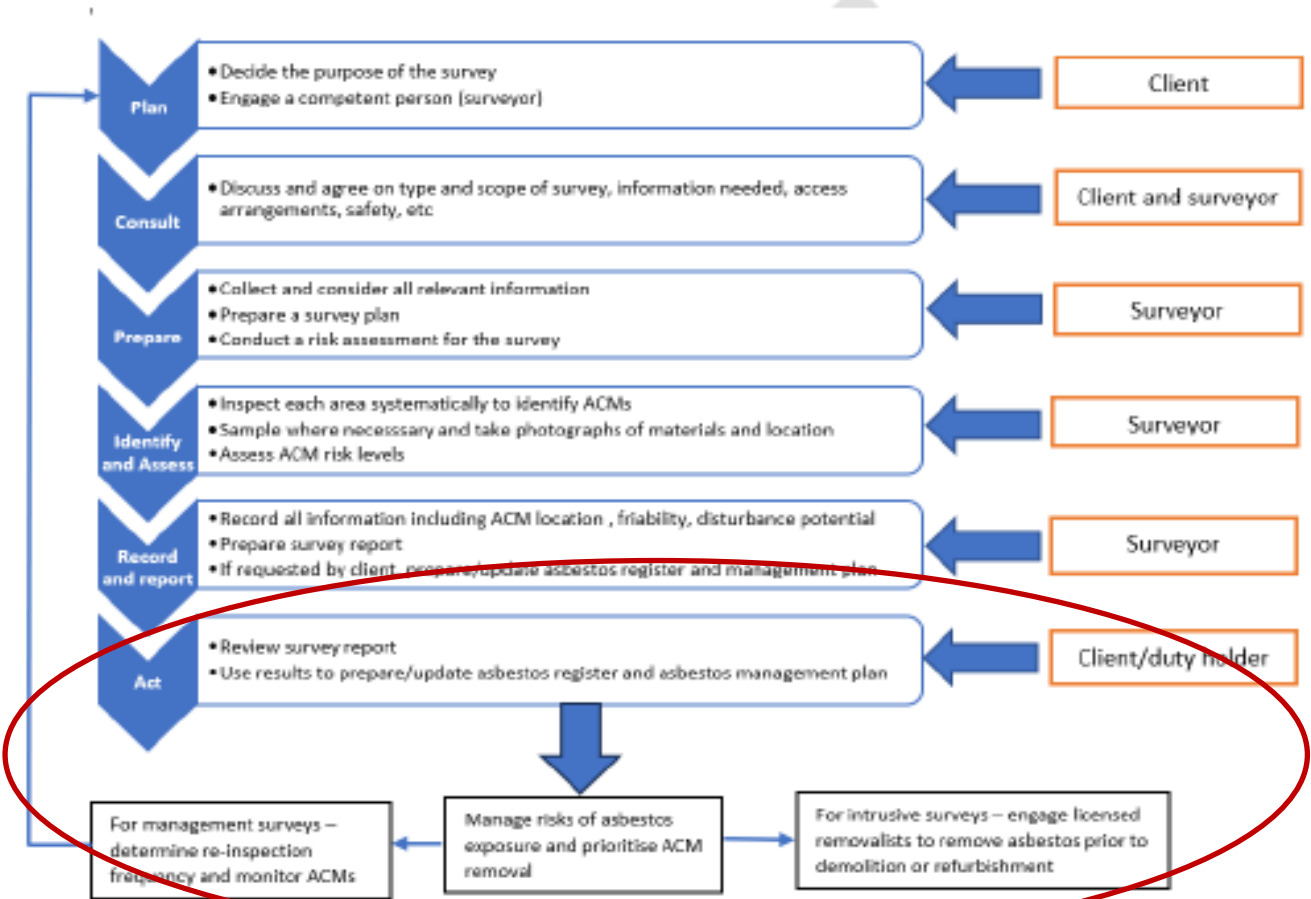 Plan
• Decide the purpose of the survey
• Engage a competent person (surveyor)
Client
Consult
• Discuss and agree on type and scope of survey, information needed, access
arrangements, safety, etc
Client and surveyor
Prepare
• Collect and consider all relevant information
• Prepare a survey plan
• Conduct a risk assessment for the survey
Surveyor
Identify
and Assess
• Inspect each area systematically to identify ACMs
• Sample where necesssary and take photographs of materials and location
• Assess ACM risk levels
Surveyor
Record
and report
• Record all information including ACM location , friability, disturbance potential
• Prepare survey report
• If requested by client, prepare/update asbestos register and management plan
Surveyor
Act
• Review survey report
• Use results to prepare/update asbestos register and asbestos management plan
Client/duty holder
For management surveys –
determine re-inspection
frequency and monitor ACMs
Manage risks of asbestos
exposure and prioritise ACM
removal
For intrusive surveys – engage licensed
removalists to remove asbestos prior to
demolition or refurbishment